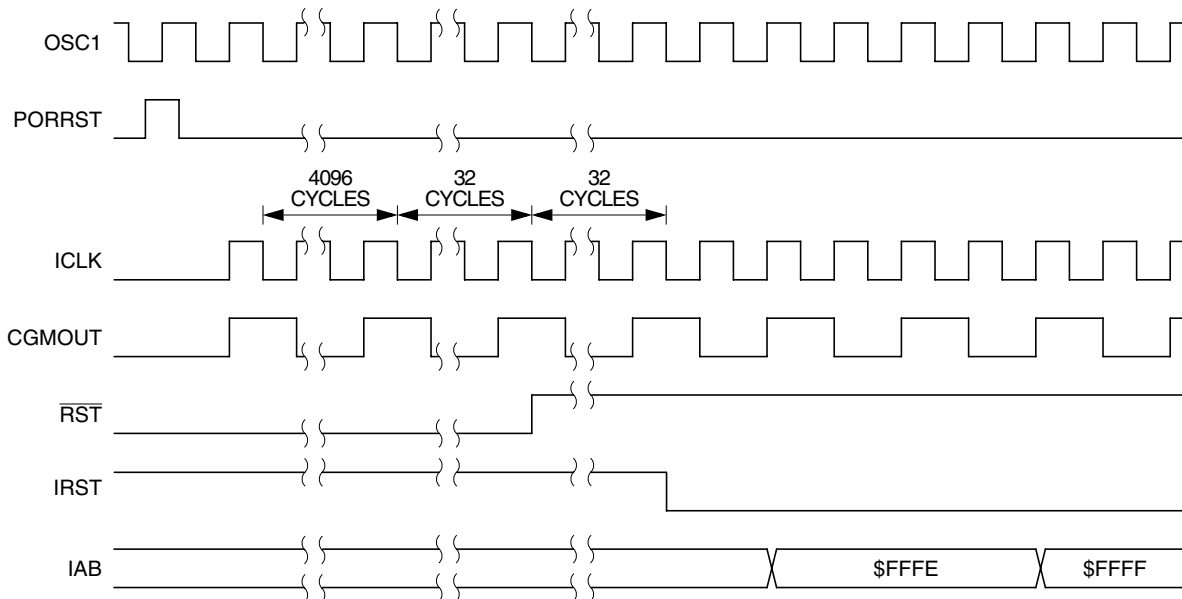 OSC1
PORRST
4096
CYCLES
32
CYCLES
32
CYCLES
ICLK
CGMOUT
RST
IRST
IAB
$FFFE
$FFFF